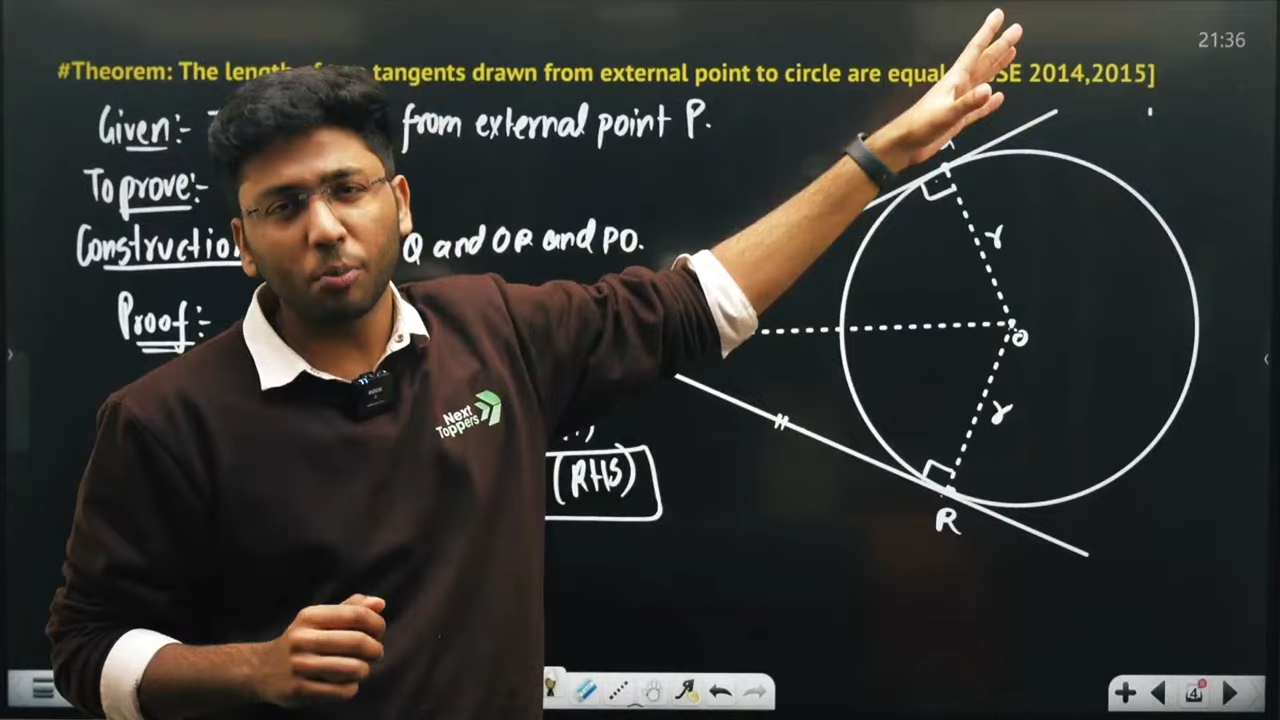 21:36
#Theorem: The length tangents drawn from external point to circle are equal SE 2014,2015]
Given:- from external point P.
To prove:-
Construction Q and OR and PO.
Proof:-
r
O
r
Next
Toppers
(RHS)
R
4